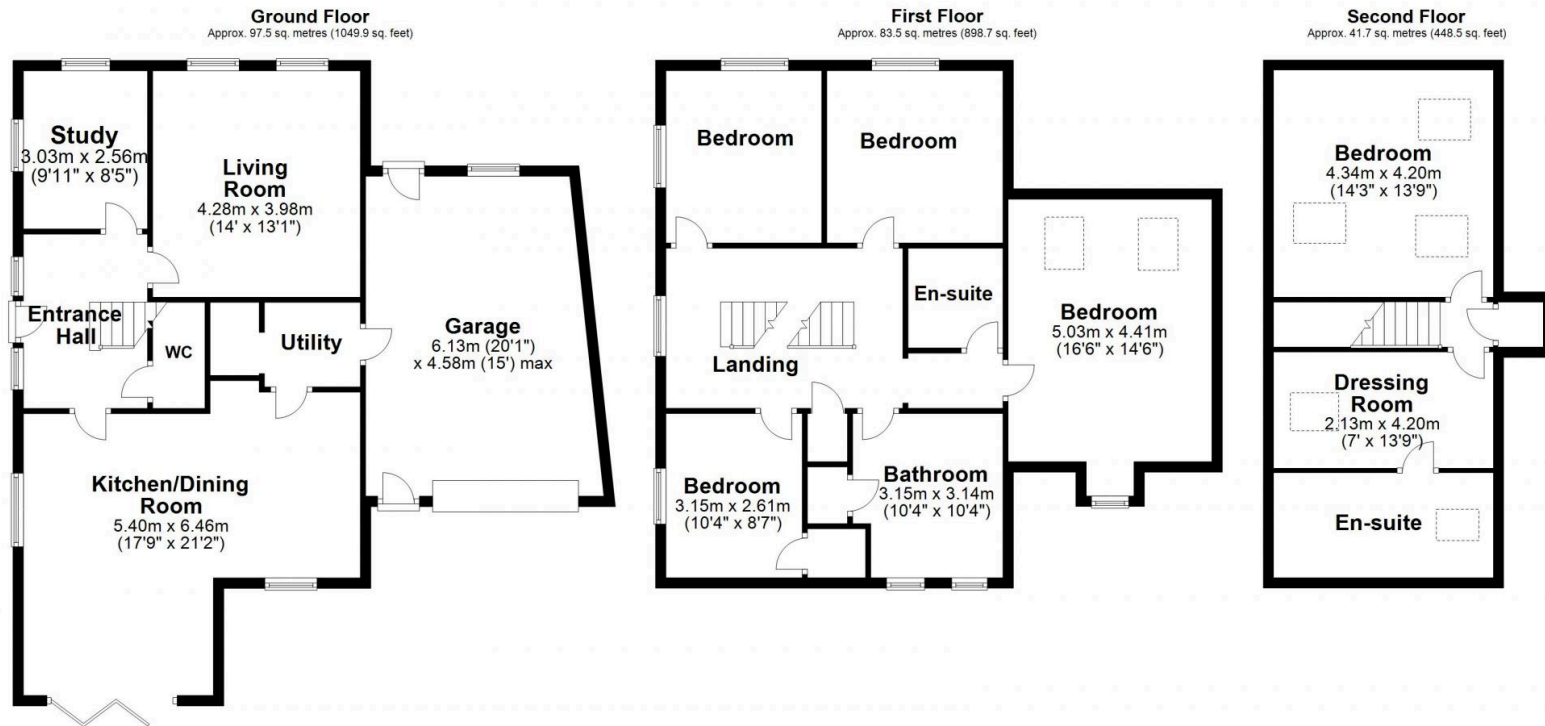 Ground Floor
Approx. 97.5 sq. metres (1049.9 sq. feet)
Study
3.03m x 2.56m
(9'11" x 8'5")
Living
Room
4.28m x 3.98m
(14' x 13'1")
Entrance
Hall
WC
Utility
Garage
6.13m (20'1")
x 4.58m (15') max
Kitchen/Dining
Room
5.40m x 6.46m
(17'9" x 21'2")
First Floor
Approx. 83.5 sq. metres (898.7 sq. feet)
Bedroom
Bedroom
En-suite
Bedroom
5.03m x 4.41m
(16'6" x 14'6")
Landing
Bedroom
3.15m x 2.61m
(10'4" x 8'7")
Bathroom
3.15m x 3.14m
(10'4" x 10'4")
Second Floor
Approx. 41.7 sq. metres (448.5 sq. feet)
Bedroom
4.34m x 4.20m
(14'3" x 13'9")
Dressing
Room
2.13m x 4.20m
(7' x 13'9")
En-suite